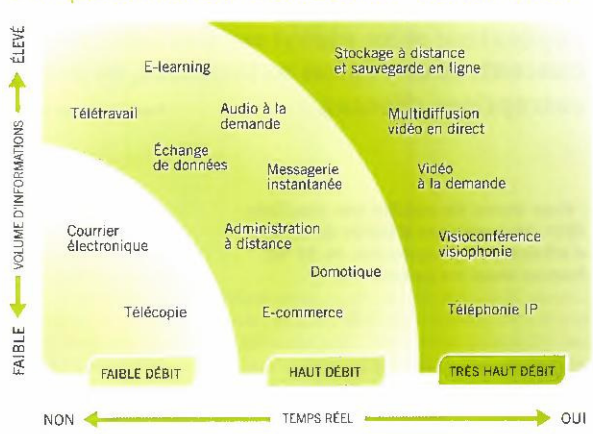 ÉLEVÉ
VOLUME D'INFORMATIONS
FAIBLE
E-learning
Stockage à distance
et sauvegarde en ligne
Télétravail
Audio à la
demande
Multidiffusion
vidéo en direct
Échange
de données
Messagerie
instantanée
Vidéo
à la demande
Courrier
électronique
Administration
à distance
Visioconférence
visiophonie
Domotique
Télécopie
E-commerce
Téléphonie IP
FAIBLE DÉBIT
HAUT DÉBIT
TRÈS HAUT DÉBIT
NON
TEMPS RÉEL
OUI